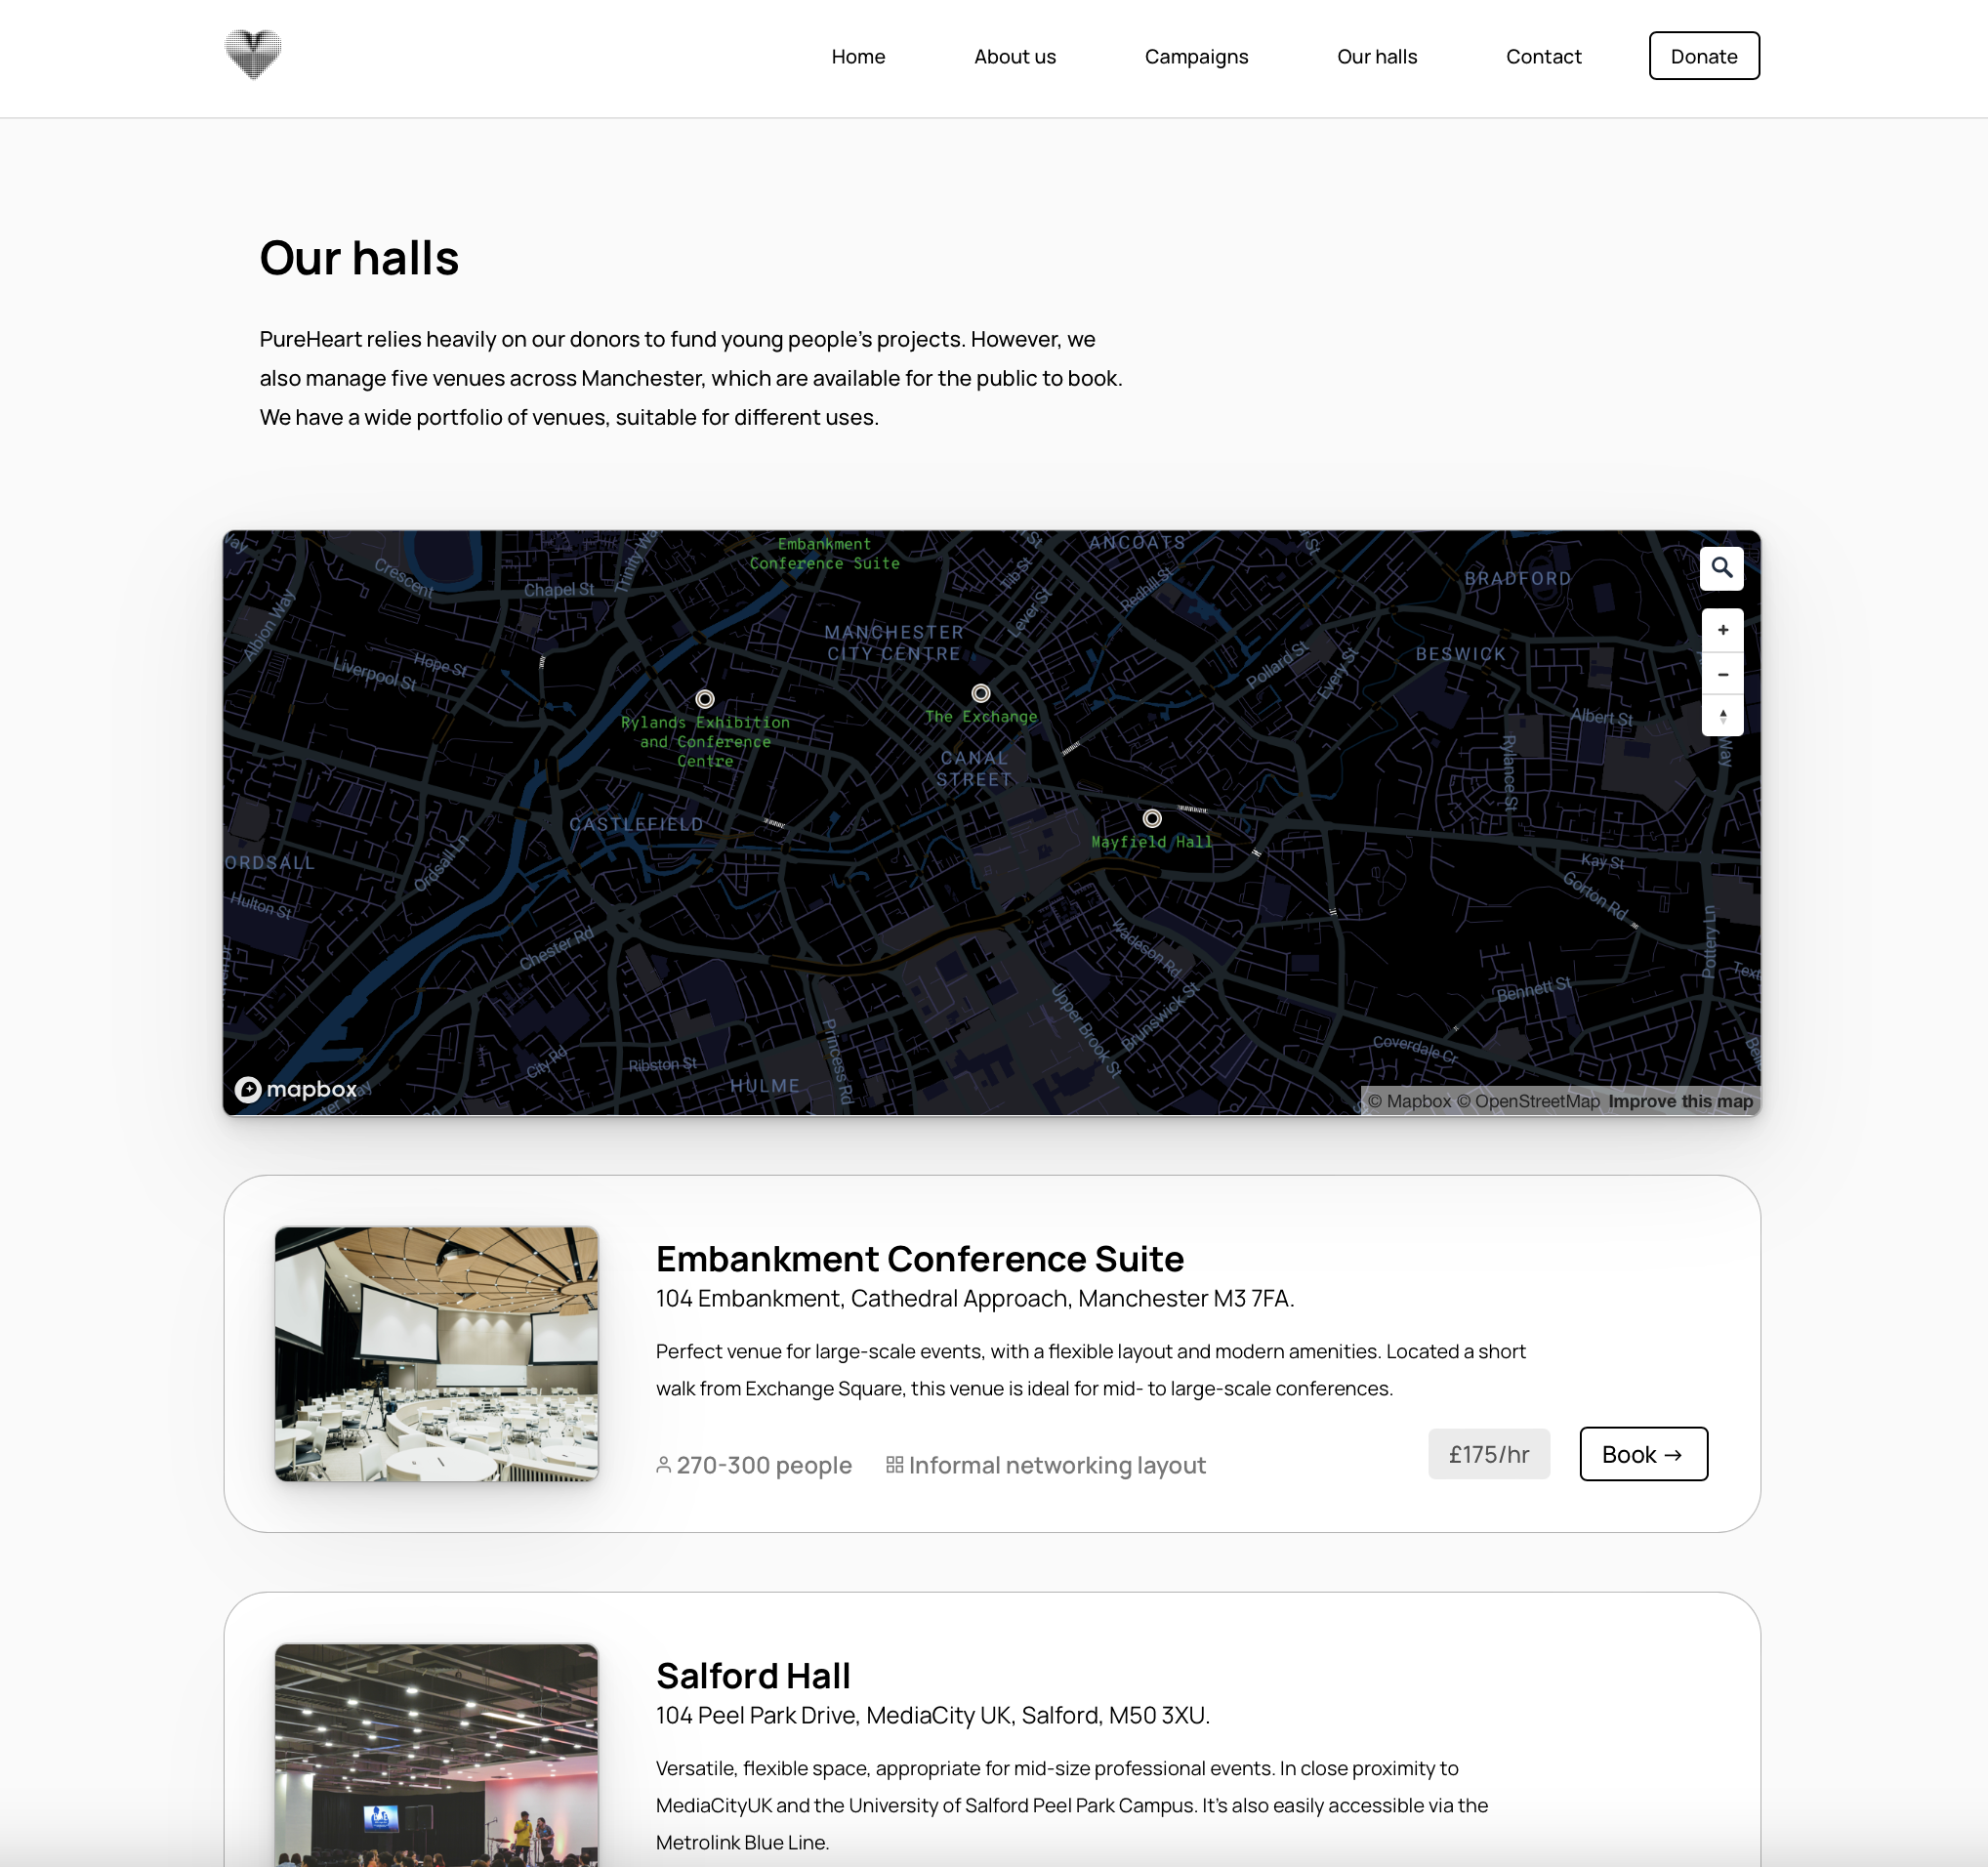 Home
About us
Campaigns
Our halls
Contact
Donate
Our halls
PureHeart relies heavily on our donors to fund young people’s projects. However, we
also manage five venues across Manchester, which are available for the public to book.
We have a wide portfolio of venues, suitable for different uses.
Embankment
Conference Suite
ANCOATS
BRADFORD
Crescent
Chapel St
Trinity Way
Tib St
Lever St
Redhill St
Albion Way
Liverpool St
Hope St
MANCHESTER
CITY CENTRE
Pollard St
Every St
BESWICK
Rylands Exhibition
and Conference
Centre
The Exchange
Albert St
CANAL
STREET
Rylance St
Way
CASTLEFIELD
Mayfield Hall
ORDSALL
Ordsall Ln
Kay St
Gorton Rd
Hulton St
Chester Rd
Wadeson Rd
Pottery Ln
Text
Bennett St
Upper Brook St
Brunswick St
Princess Rd
City Rd
Ribston St
HULME
Coverdale Cr
mapbox
© Mapbox © OpenStreetMap Improve this map
Embankment Conference Suite
104 Embankment, Cathedral Approach, Manchester M3 7FA.
Perfect venue for large-scale events, with a flexible layout and modern amenities. Located a short
walk from Exchange Square, this venue is ideal for mid- to large-scale conferences.
270-300 people
Informal networking layout
£175/hr
Book →
Salford Hall
104 Peel Park Drive, MediaCity UK, Salford, M50 3XU.
Versatile, flexible space, appropriate for mid-size professional events. In close proximity to
MediaCityUK and the University of Salford Peel Park Campus. It’s also easily accessible via the
Metrolink Blue Line.